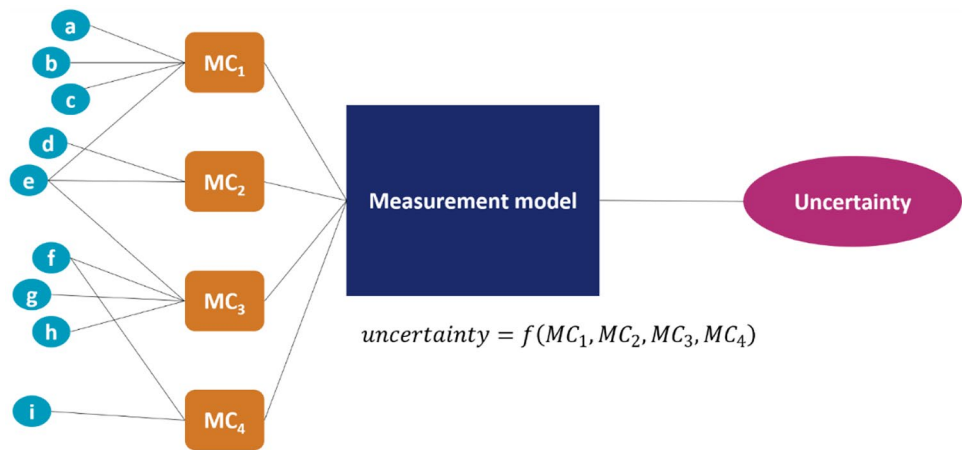 a
b
c
d
e
f
g
h
i
MC₁
MC₂
MC₃
MC₄
Measurement model
uncertainty = f(MC₁, MC₂, MC₃, MC₄)
Uncertainty